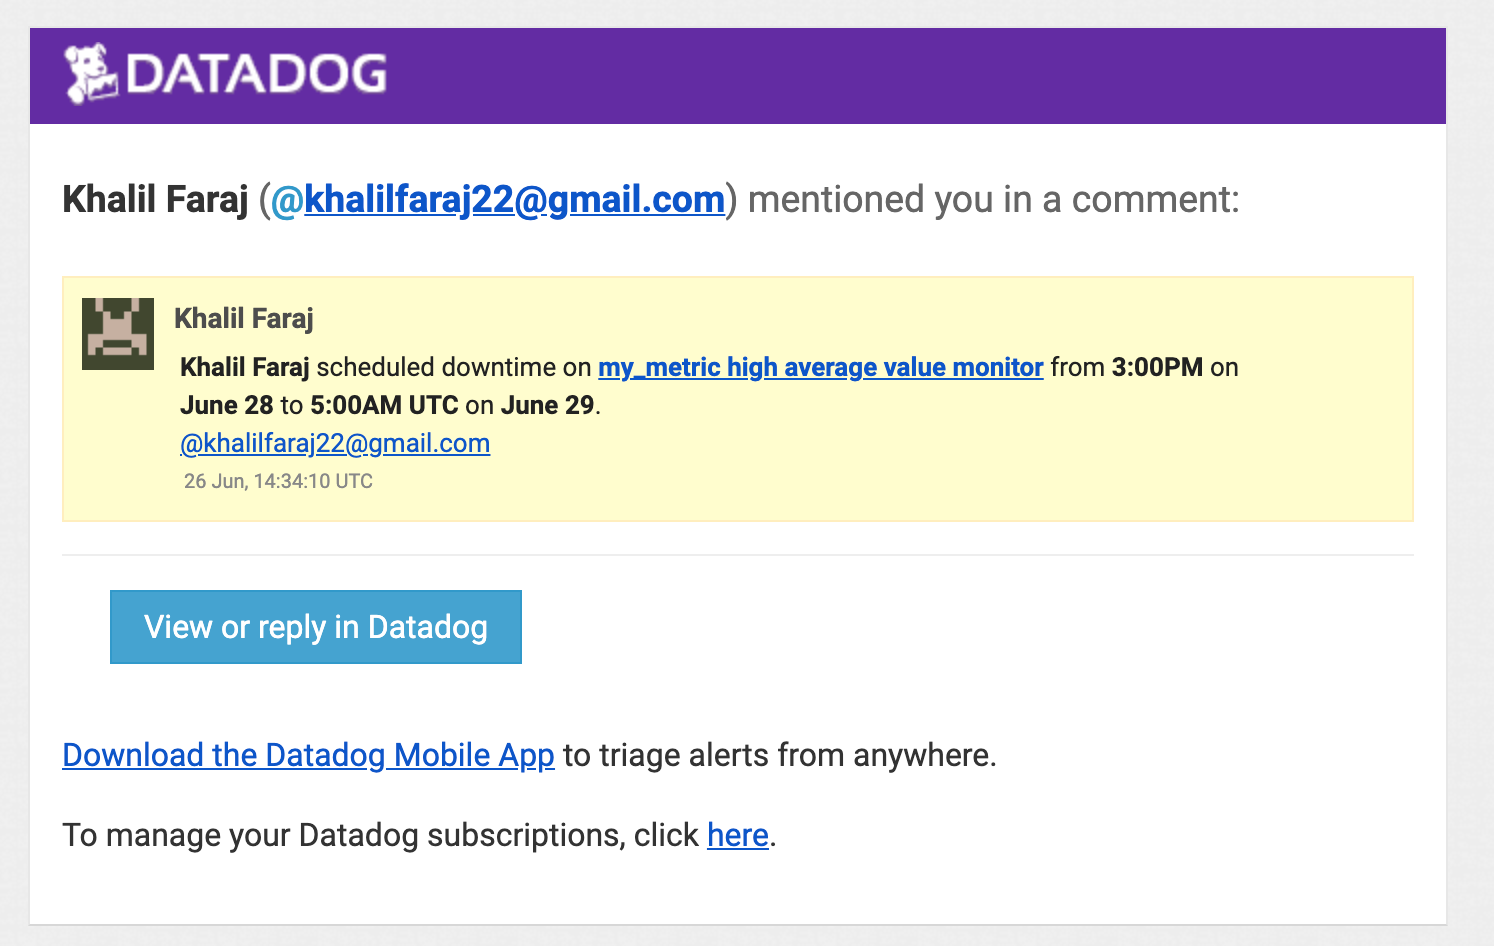 DATADOG
Khalil Faraj (@khalilfaraj22@gmail.com) mentioned you in a comment:
Khalil Faraj
Khalil Faraj scheduled downtime on my_metric high average value monitor from 3:00PM on
June 28 to 5:00AM UTC on June 29.
@khalilfaraj22@gmail.com
26 Jun, 14:34:10 UTC
View or reply in Datadog
Download the Datadog Mobile App to triage alerts from anywhere.
To manage your Datadog subscriptions, click here.